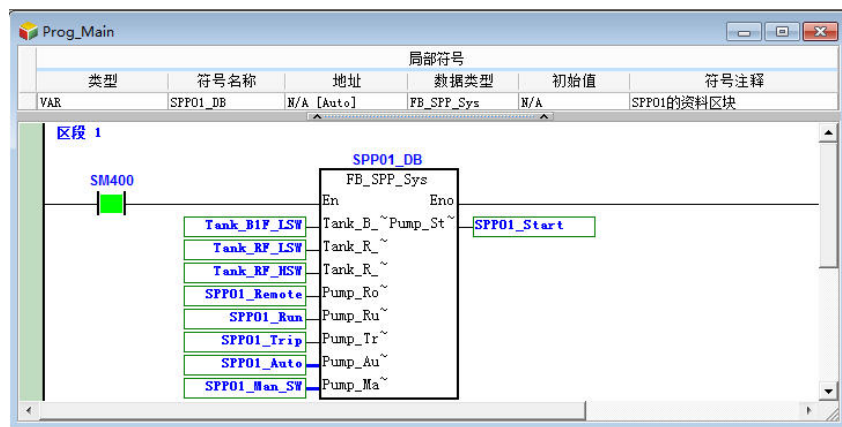 Prog_Main
局部符号
类型 符号名称 地址 数据类型 初始值 符号注释
VAR SPP01_DB N/A [Auto] FB_SPP_Sys N/A SPP01的资料区块
区段 1
SPP01_DB
SM400 FB_SPP_Sys
En Eno
Tank_B1F_LSW Tank_B_~ Pump_St~ SPP01_Start
Tank_RF_LSW Tank_R_~
Tank_RF_HSW Tank_R_~
SPP01_Remote Pump_Ro~
SPP01_Run Pump_Ru~
SPP01_Trip Pump_Tr~
SPP01_Auto Pump_Au~
SPP01_Man_SW Pump_Ma~